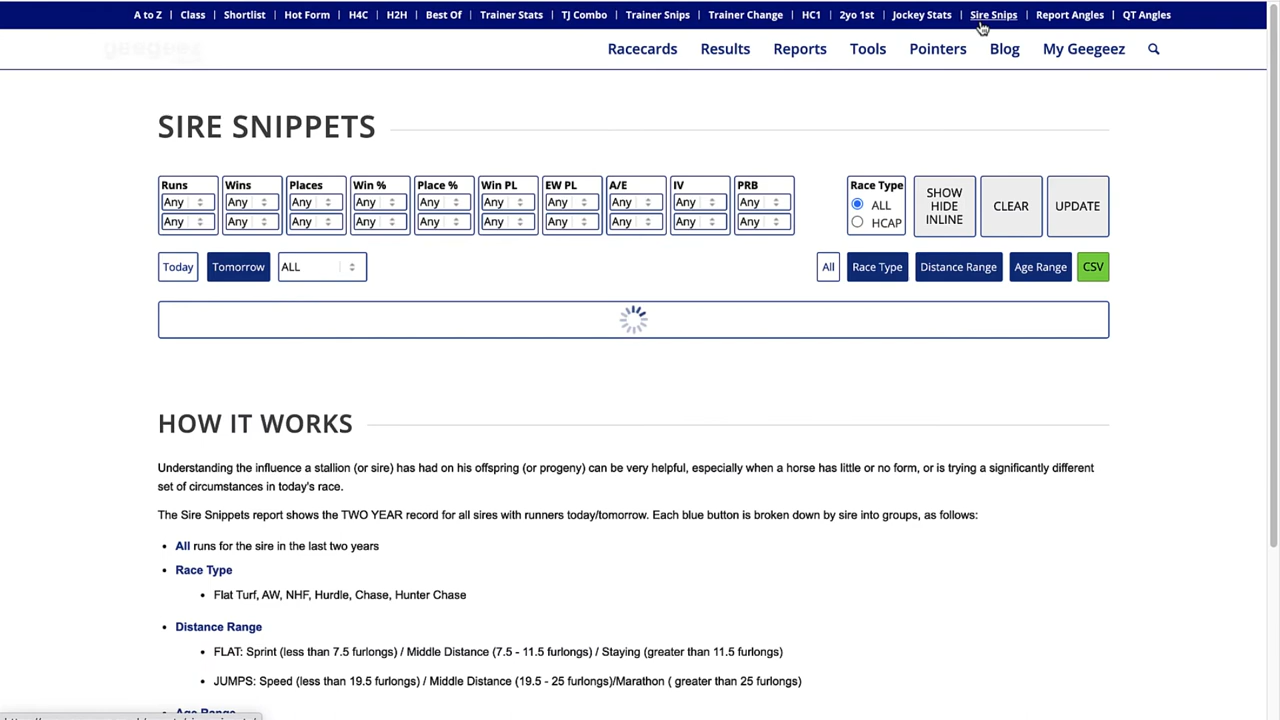 A to Z | Class | Shortlist | Hot Form | H4C | H2H | Best Of | Trainer Stats | TJ Combo | Trainer Snips | Trainer Change | HC1 | 2yo 1st | Jockey Stats | Sire Snips | Report Angles | QT Angles
geegeez Racecards Results Reports Tools Pointers Blog My Geegeez
SIRE SNIPPETS
Runs Wins Places Win % Place % Win PL EW PL A/E IV PRB Race Type
Any Any Any Any Any Any Any Any Any Any ALL
Any Any Any Any Any Any Any Any Any Any HCAP
SHOW
HIDE
INLINE
CLEAR UPDATE
Today Tomorrow ALL All Race Type Distance Range Age Range CSV
HOW IT WORKS
Understanding the influence a stallion (or sire) has had on his offspring (or progeny) can be very helpful, especially when a horse has little or no form, or is trying a significantly different
set of circumstances in today's race.
The Sire Snippets report shows the TWO YEAR record for all sires with runners today/tomorrow. Each blue button is broken down by sire into groups, as follows:
• All runs for the sire in the last two years
• Race Type
• Flat Turf, AW, NHF, Hurdle, Chase, Hunter Chase
• Distance Range
• FLAT: Sprint (less than 7.5 furlongs) / Middle Distance (7.5 - 11.5 furlongs) / Staying (greater than 11.5 furlongs)
• JUMPS: Speed (less than 19.5 furlongs) / Middle Distance (19.5 - 25 furlongs)/Marathon ( greater than 25 furlongs)
• Age Range